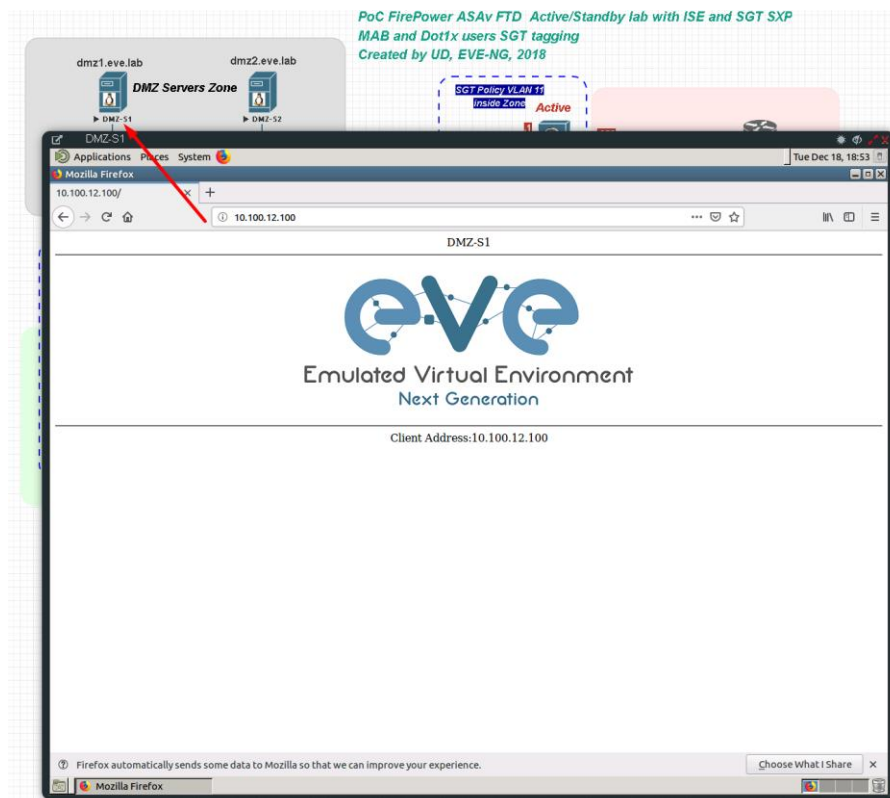 PoC FirePower ASAv FTD Active/Standby lab with ISE and SGT SXP
MAB and Dot1x users SGT tagging
Created by UD, EVE-NG, 2018
dmz1.eve.lab
dmz2.eve.lab
DMZ Servers Zone
DMZ-S1
DMZ-S2
SGT Policy VLAN 11
Inside Zone
Active
DMZ-S1
Applications Places System
Tue Dec 18, 18:53
Mozilla Firefox
10.100.12.100/
10.100.12.100
DMZ-S1
eve
Emulated Virtual Environment
Next Generation
Client Address:10.100.12.100
Firefox automatically sends some data to Mozilla so that we can improve your experience.
Choose What I Share
Mozilla Firefox